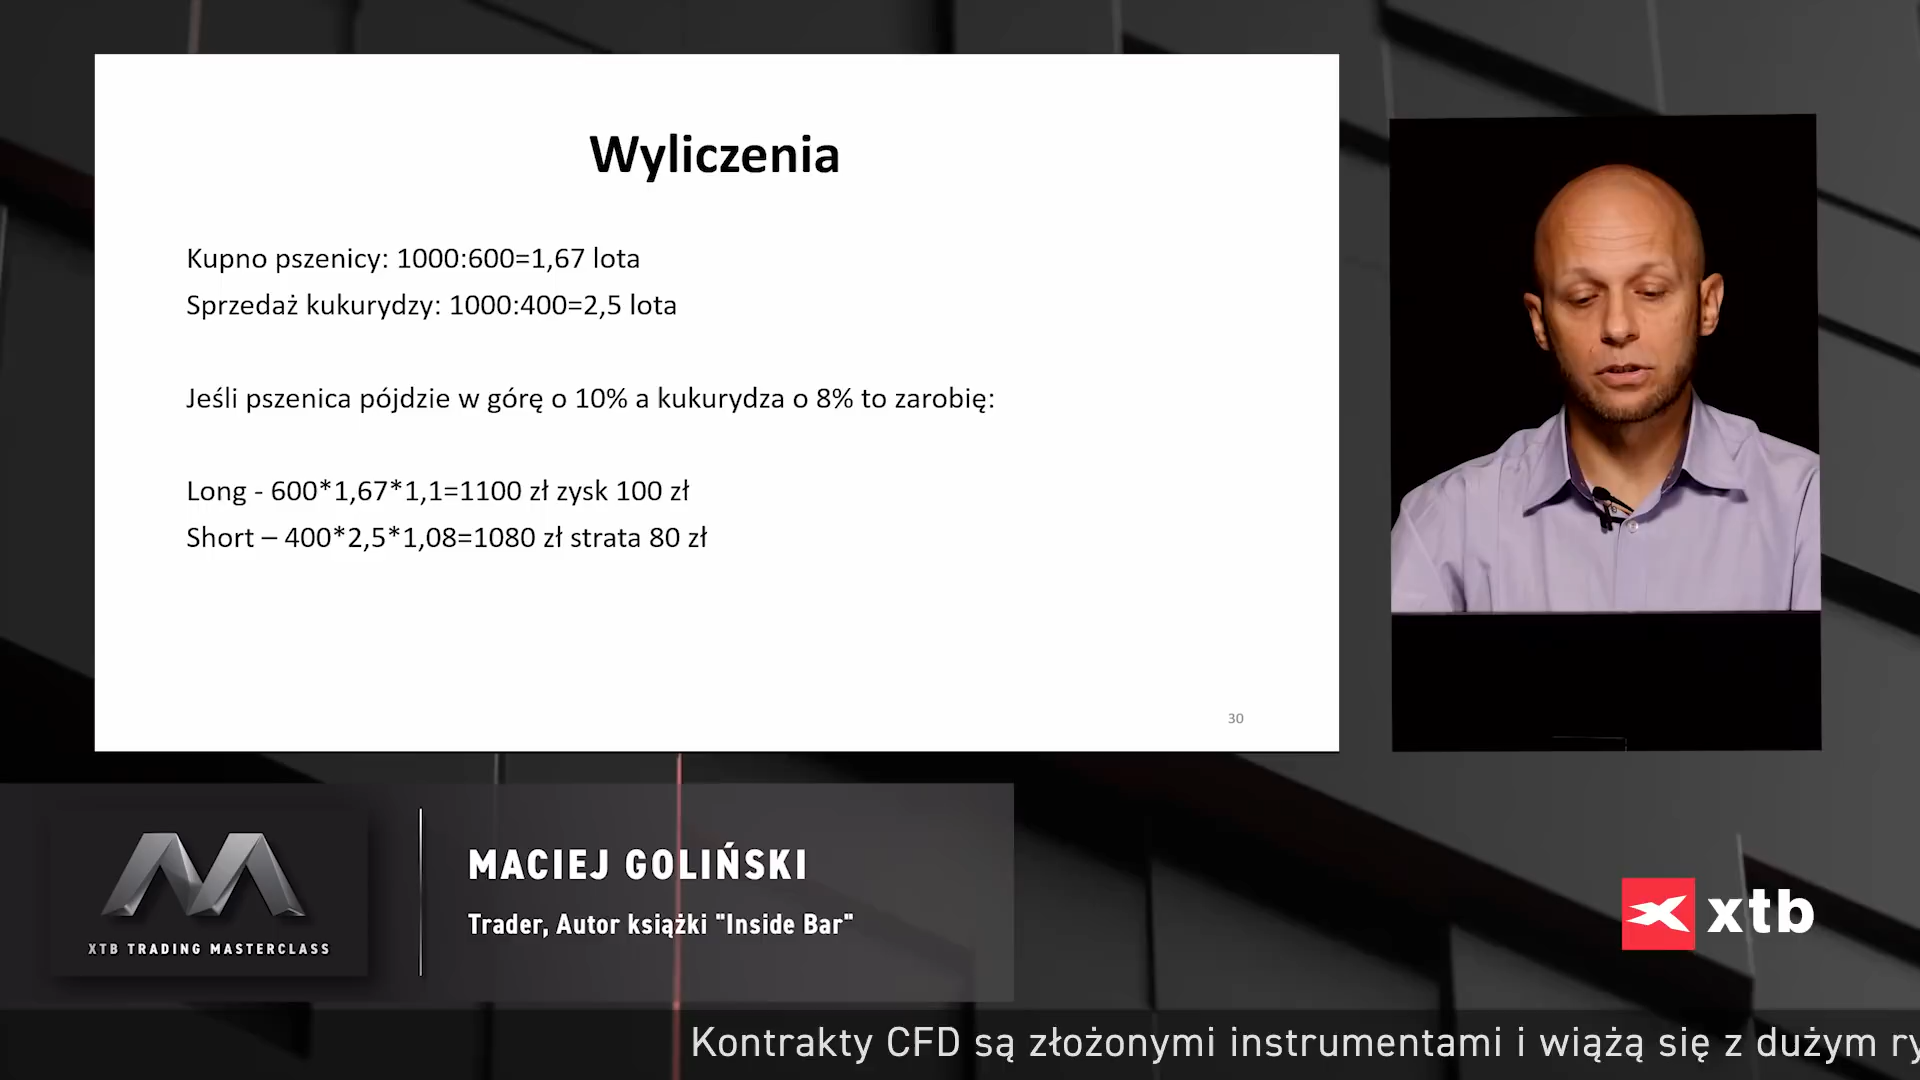 Wyliczenia
Kupno pszenicy: 1000:600=1,67 lota
Sprzedaż kukurydzy: 1000:400=2,5 lota
Jeśli pszenica pójdzie w górę o 10% a kukurydza o 8% to zarobię:
Long - 600*1,67*1,1=1100 zł zysk 100 zł
Short – 400*2,5*1,08=1080 zł strata 80 zł
30
XTB TRADING MASTERCLASS
MACIEJ GOLIŃSKI
Trader, Autor książki "Inside Bar"
xtb
Kontrakty CFD są złożonymi instrumentami i wiążą się z dużym